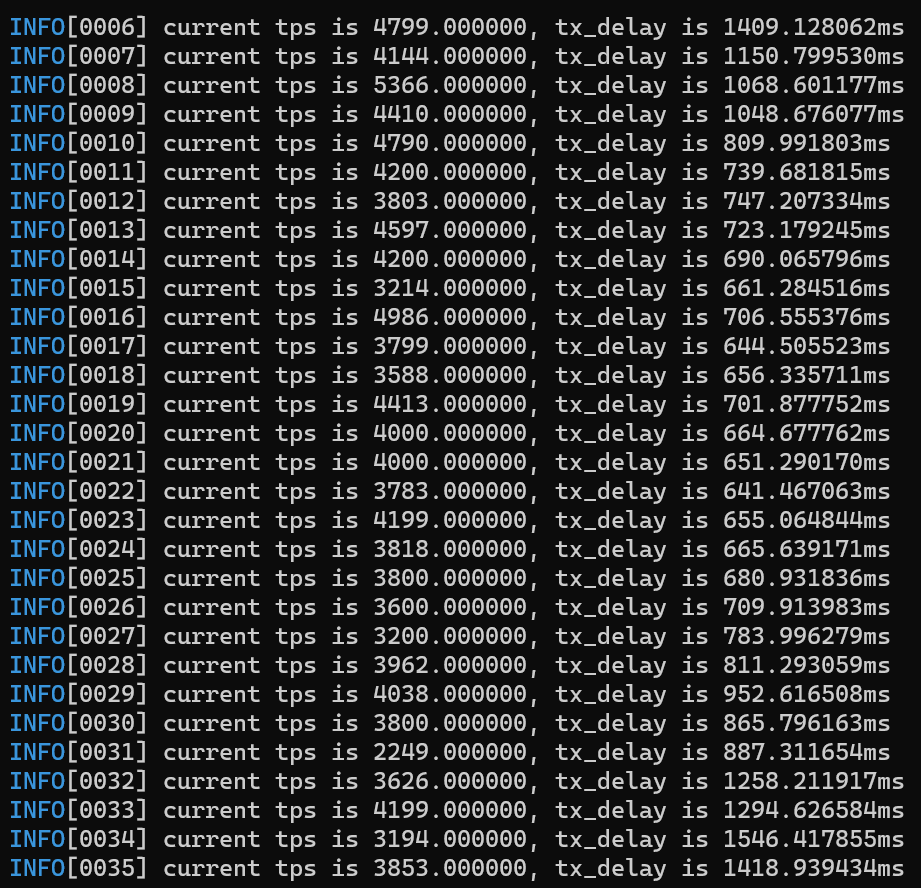 INFO[0006] current tps is 4799.000000, tx_delay is 1409.128062ms
INFO[0007] current tps is 4144.000000, tx_delay is 1150.799530ms
INFO[0008] current tps is 5366.000000, tx_delay is 1068.601177ms
INFO[0009] current tps is 4410.000000, tx_delay is 1048.676077ms
INFO[0010] current tps is 4790.000000, tx_delay is 809.991803ms
INFO[0011] current tps is 4200.000000, tx_delay is 739.681815ms
INFO[0012] current tps is 3803.000000, tx_delay is 747.207334ms
INFO[0013] current tps is 4597.000000, tx_delay is 723.179245ms
INFO[0014] current tps is 4200.000000, tx_delay is 690.065796ms
INFO[0015] current tps is 3214.000000, tx_delay is 661.284516ms
INFO[0016] current tps is 4986.000000, tx_delay is 706.555376ms
INFO[0017] current tps is 3799.000000, tx_delay is 644.505523ms
INFO[0018] current tps is 3588.000000, tx_delay is 656.335711ms
INFO[0019] current tps is 4413.000000, tx_delay is 701.877752ms
INFO[0020] current tps is 4000.000000, tx_delay is 664.677762ms
INFO[0021] current tps is 4000.000000, tx_delay is 651.290170ms
INFO[0022] current tps is 3783.000000, tx_delay is 641.467063ms
INFO[0023] current tps is 4199.000000, tx_delay is 655.064844ms
INFO[0024] current tps is 3818.000000, tx_delay is 665.639171ms
INFO[0025] current tps is 3800.000000, tx_delay is 680.931836ms
INFO[0026] current tps is 3600.000000, tx_delay is 709.913983ms
INFO[0027] current tps is 3200.000000, tx_delay is 783.996279ms
INFO[0028] current tps is 3962.000000, tx_delay is 811.293059ms
INFO[0029] current tps is 4038.000000, tx_delay is 952.616508ms
INFO[0030] current tps is 3800.000000, tx_delay is 865.796163ms
INFO[0031] current tps is 2249.000000, tx_delay is 887.311654ms
INFO[0032] current tps is 3626.000000, tx_delay is 1258.211917ms
INFO[0033] current tps is 4199.000000, tx_delay is 1294.626584ms
INFO[0034] current tps is 3194.000000, tx_delay is 1546.417855ms
INFO[0035] current tps is 3853.000000, tx_delay is 1418.939434ms